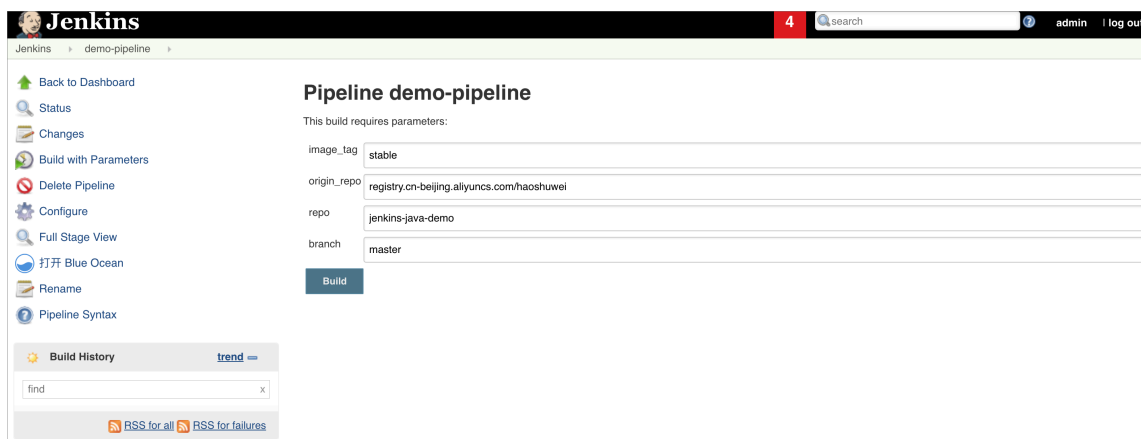 Jenkins
4
search
admin
| log out
Jenkins
demo-pipeline
Back to Dashboard
Status
Changes
Build with Parameters
Delete Pipeline
Configure
Full Stage View
打开 Blue Ocean
Rename
Pipeline Syntax
Build History
trend
find
x
RSS for all
RSS for failures
Pipeline demo-pipeline
This build requires parameters:
image_tag
stable
origin_repo
registry.cn-beijing.aliyuncs.com/haoshuwei
repo
jenkins-java-demo
branch
master
Build